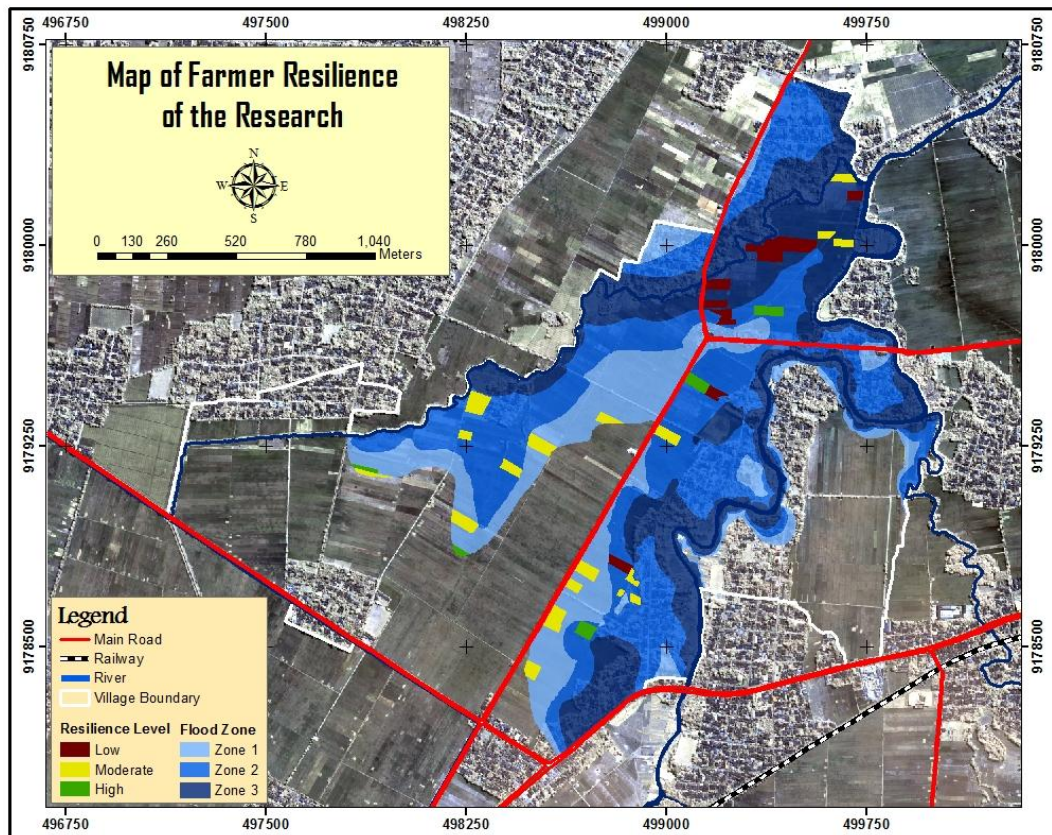 496750 497500 498250 499000 499750
9180750 9180750
Map of Farmer Resilience
of the Research
N
W E
S
0 130 260 520 780 1,040
Meters
9180000 9180000
9179250 9179250
9178500 9178500
Legend
Main Road
Railway
River
Village Boundary
Resilience Level Flood Zone
Low Zone 1
Moderate Zone 2
High Zone 3
496750 497500 498250 499000 499750